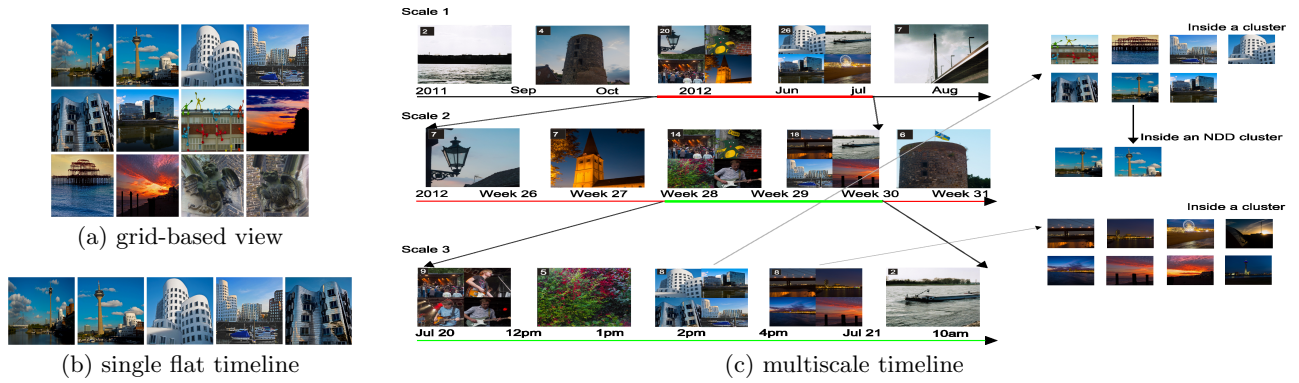 Scale 1
2
4
20
26
7
2011
Sep
Oct
2012
Jun
jul
Aug
Scale 2
7
7
14
18
6
2012
Week 26
Week 27
Week 28
Week 29
Week 30
Week 31
Scale 3
9
5
8
8
2
Jul 20
12pm
1pm
2pm
4pm
Jul 21
10am
Inside a cluster
Inside an NDD cluster
Inside a cluster
(a) grid-based view
(b) single flat timeline
(c) multiscale timeline